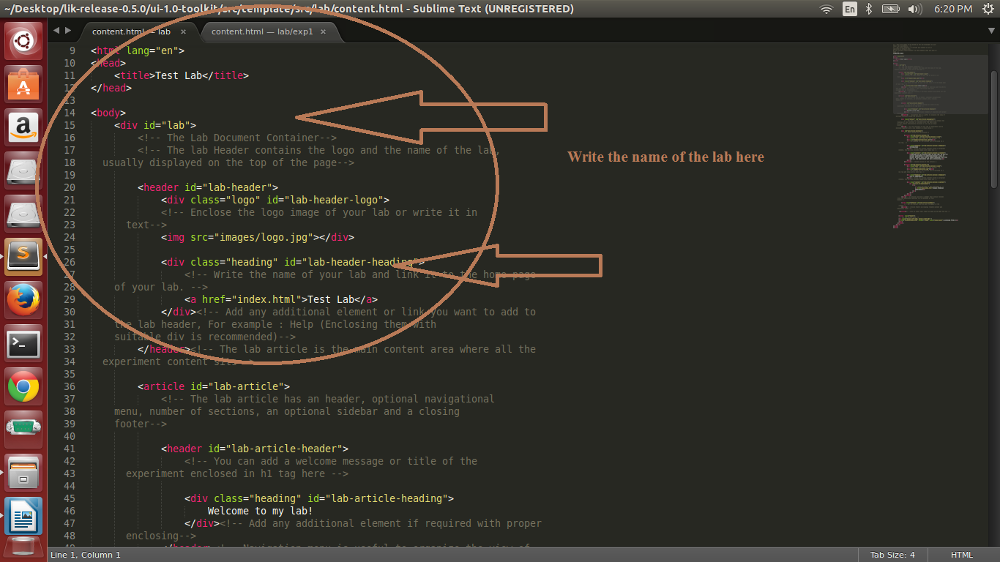 ~/Desktop/lik-release-0.5.0/ui-1.0-toolkit/src/template/src/lab/content.html - Sublime Text (UNREGISTERED)
En
6:20 PM
content.html — lab ×
content.html — lab/exp1 ×
9 <html lang="en">
10 <head>
11 <title>Test Lab</title>
12 </head>
13
14 <body>
15 <div id="lab">
16 <!-- The Lab Document Container-->
17 <!-- The lab Header contains the logo and the name of the lab,
18 usually displayed on the top of the page-->
Write the name of the lab here
19
20 <header id="lab-header">
21 <div class="logo" id="lab-header-logo">
22 <!-- Enclose the logo image of your lab or write it in
23 text-->
24 <img src="images/logo.jpg"></div>
25
26 <div class="heading" id="lab-header-heading">
27 <!-- Write the name of your lab and link it to the home page
28 of your lab. -->
29 <a href="index.html">Test Lab</a>
30 </div><!-- Add any additional element or link you want to add to
31 the lab header, For example : Help (Enclosing them with
32 suitable div is recommended)-->
33 </header><!-- The lab article is the main content area where all the
34 experiment content sits-->
35
36 <article id="lab-article">
37 <!-- The lab article has an header, optional navigational
38 menu, number of sections, an optional sidebar and a closing
39 footer-->
40
41 <header id="lab-article-header">
42 <!-- You can add a welcome message or title of the
43 experiment enclosed in h1 tag here -->
44
45 <div class="heading" id="lab-article-heading">
46 Welcome to my lab!
47 </div><!-- Add any additional element if required with proper
48 enclosing-->
49 </header><!-- Navigation menu is useful to organize the view of
Line 1, Column 1
Tab Size: 4
HTML